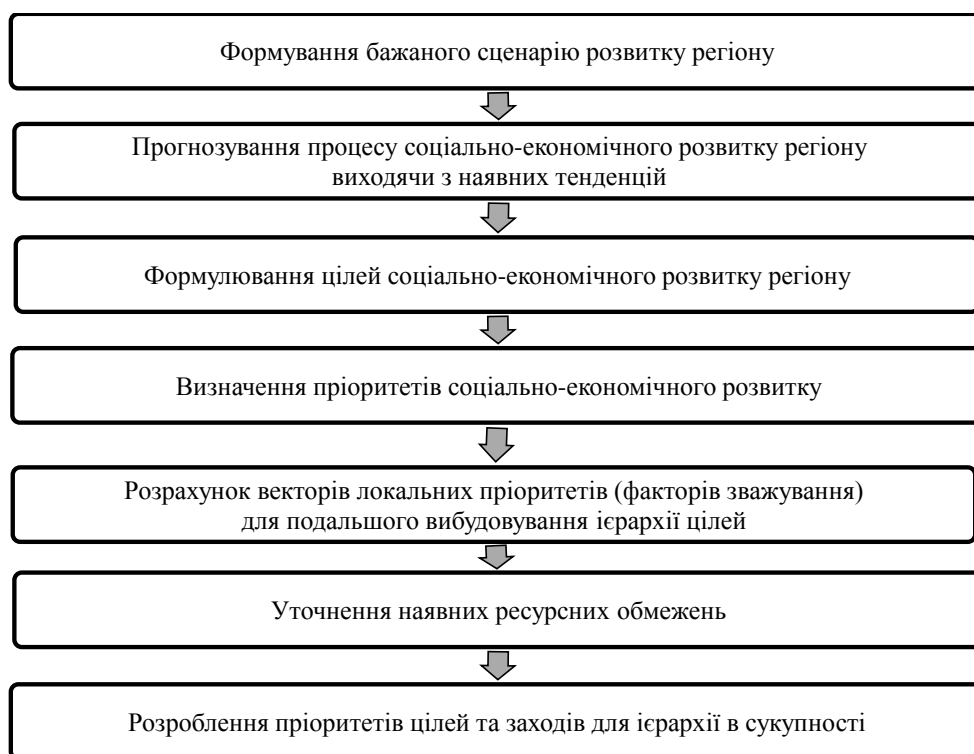 Формування бажаного сценарію розвитку регіону
Прогнозування процесу соціально-економічного розвитку регіону
виходячи з наявних тенденцій
Формулювання цілей соціально-економічного розвитку регіону
Визначення пріоритетів соціально-економічного розвитку
Розрахунок векторів локальних пріоритетів (факторів зважування)
для подальшого вибудовування ієрархії цілей
Уточнення наявних ресурсних обмежень
Розроблення пріоритетів цілей та заходів для ієрархії в сукупності